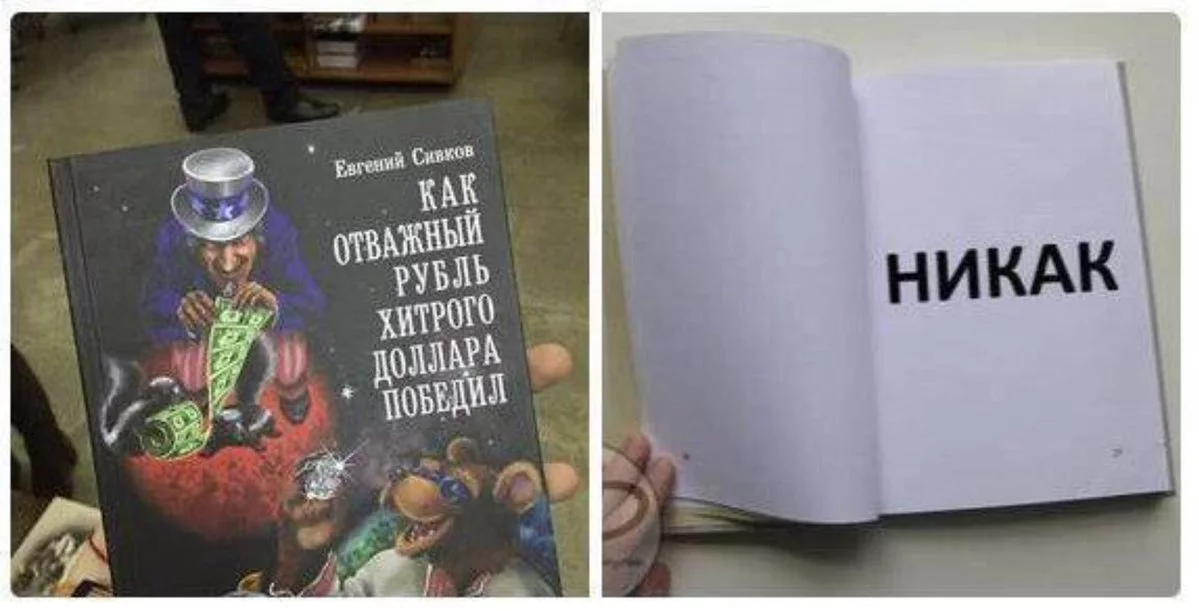 Евгений Сивков
КАК
ОТВАЖНЫЙ
РУБЛЬ
ХИТРОГО
ДОЛЛАРА
ПОБЕДИЛ
НИКАК